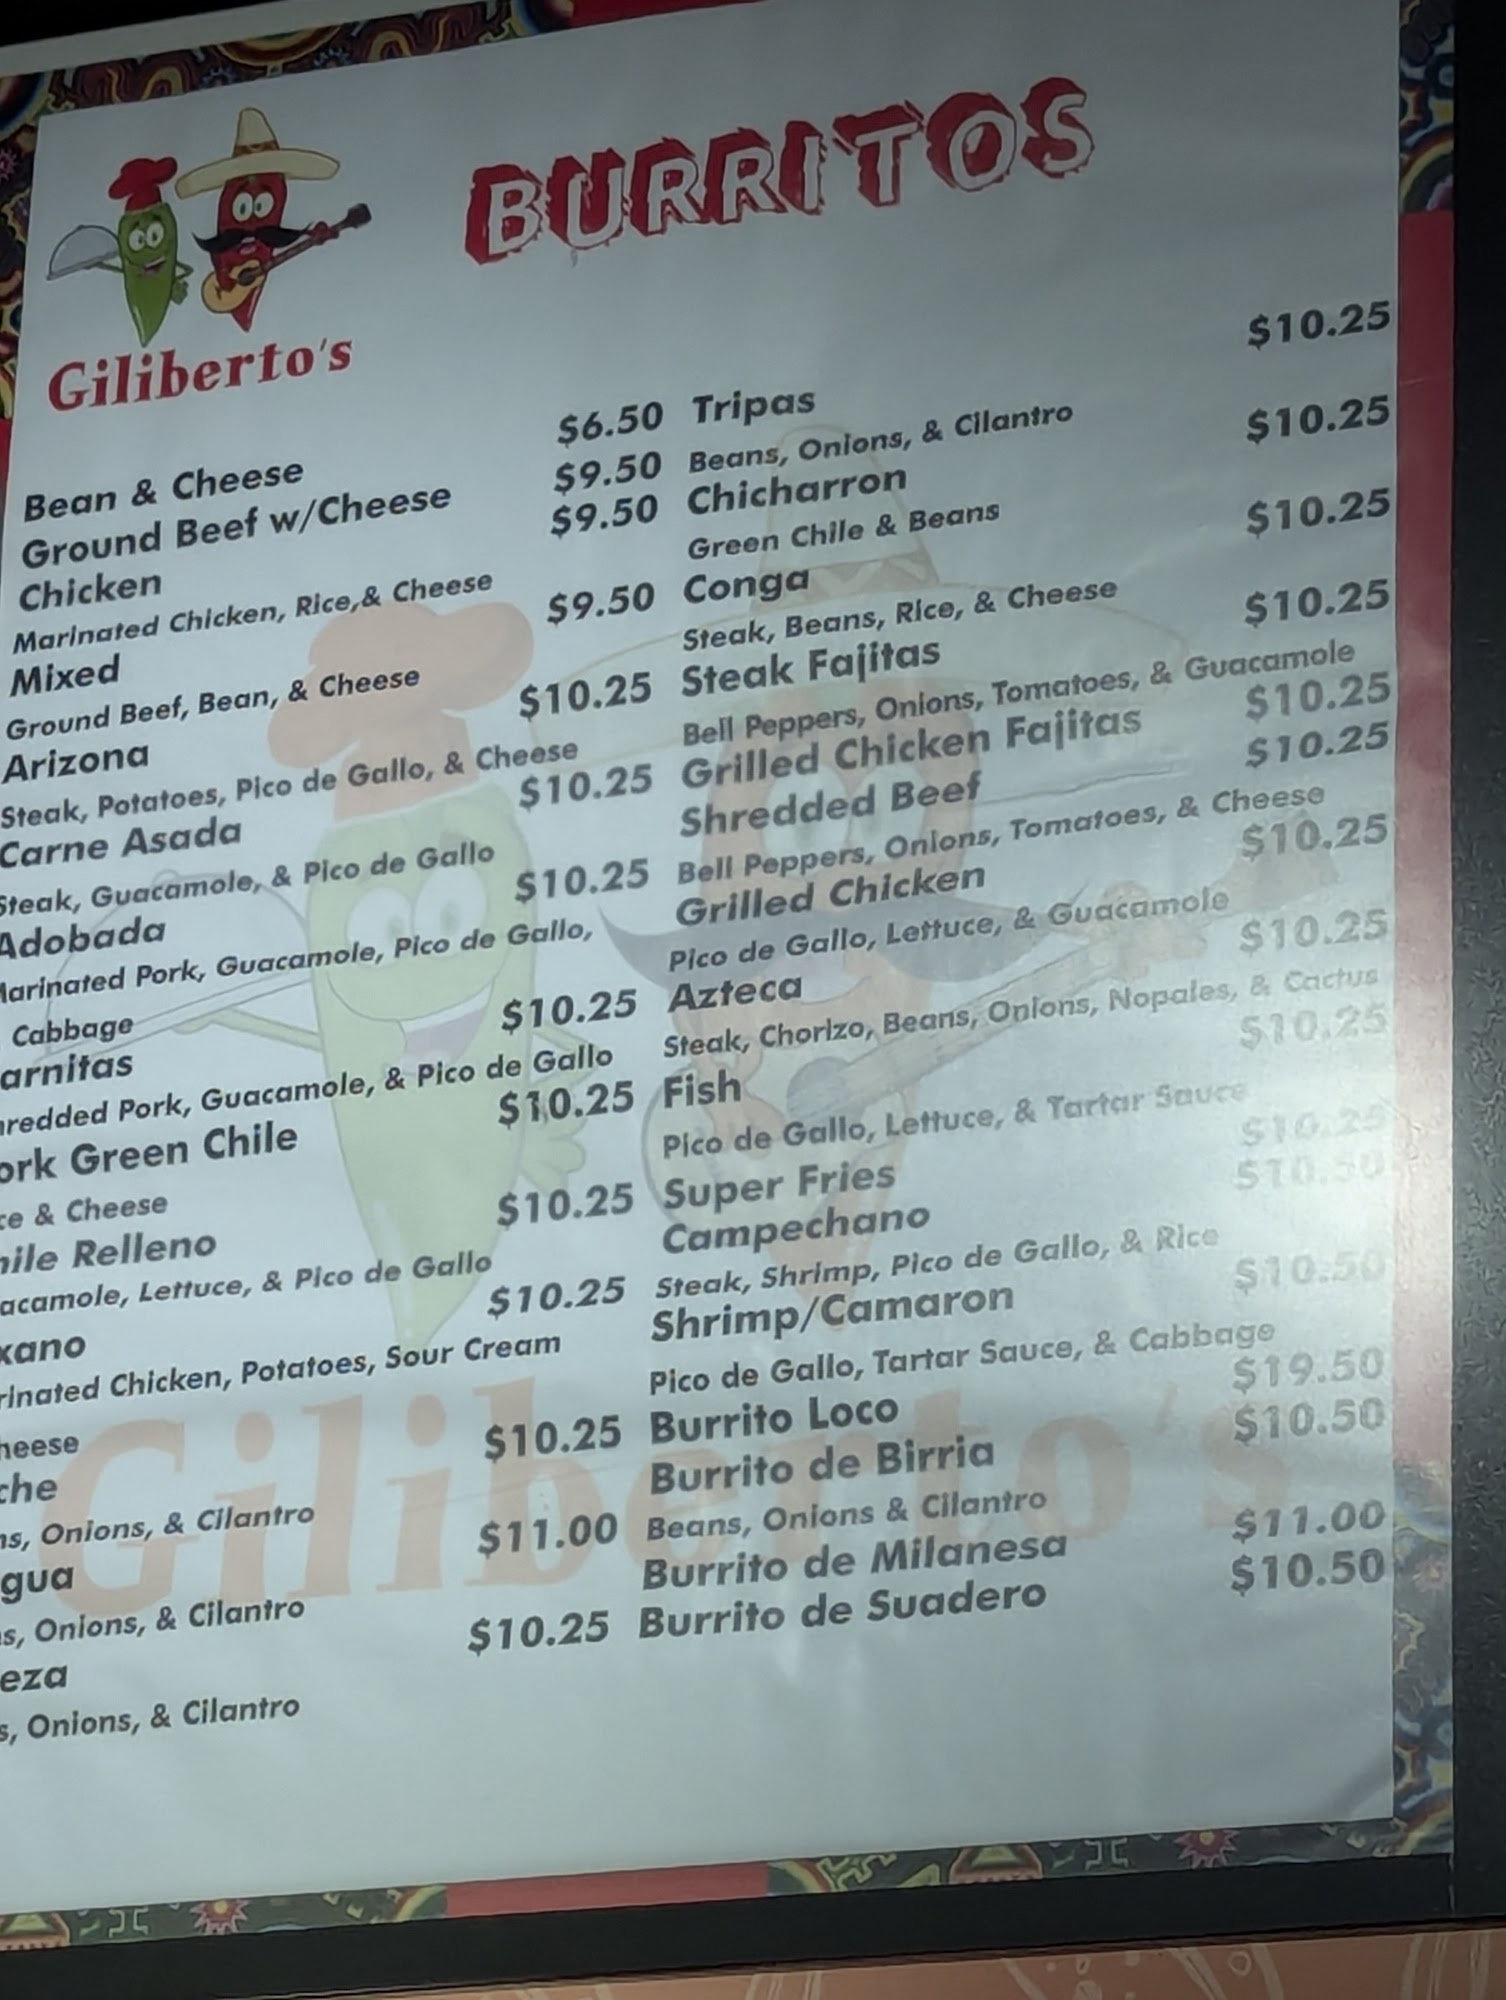 BURRITOS
Giliberto's
Bean & Cheese $6.50
Ground Beef w/Cheese $9.50
Chicken $9.50
Marinated Chicken, Rice,& Cheese
Mixed $9.50
Ground Beef, Bean, & Cheese
Arizona $10.25
Steak, Potatoes, Pico de Gallo, & Cheese
Carne Asada $10.25
Steak, Guacamole, & Pico de Gallo
Adobada $10.25
Marinated Pork, Guacamole, Pico de Gallo,
Cabbage
arnitas $10.25
hredded Pork, Guacamole, & Pico de Gallo
ork Green Chile $10.25
ce & Cheese
hile Relleno $10.25
acamole, Lettuce, & Pico de Gallo
xano $10.25
rinated Chicken, Potatoes, Sour Cream
heese
che $10.25
ns, Onions, & Cilantro
gua $11.00
s, Onions, & Cilantro
eza $10.25
s, Onions, & Cilantro
Tripas $10.25
Beans, Onions, & Cilantro
Chicharron $10.25
Green Chile & Beans
Conga $10.25
Steak, Beans, Rice, & Cheese
Steak Fajitas $10.25
Bell Peppers, Onions, Tomatoes, & Guacamole
Grilled Chicken Fajitas $10.25
Shredded Beef $10.25
Bell Peppers, Onions, Tomatoes, & Cheese
Grilled Chicken $10.25
Pico de Gallo, Lettuce, & Guacamole
Azteca $10.25
Steak, Chorizo, Beans, Onions, Nopales, & Cactus
Fish $10.25
Pico de Gallo, Lettuce, & Tartar Sauce
Super Fries $10.25
Campechano $10.50
Steak, Shrimp, Pico de Gallo, & Rice
Shrimp/Camaron $10.50
Pico de Gallo, Tartar Sauce, & Cabbage
Burrito Loco $19.50
Burrito de Birria $10.50
Beans, Onions & Cilantro
Burrito de Milanesa $11.00
Burrito de Suadero $10.50
Giliberto's